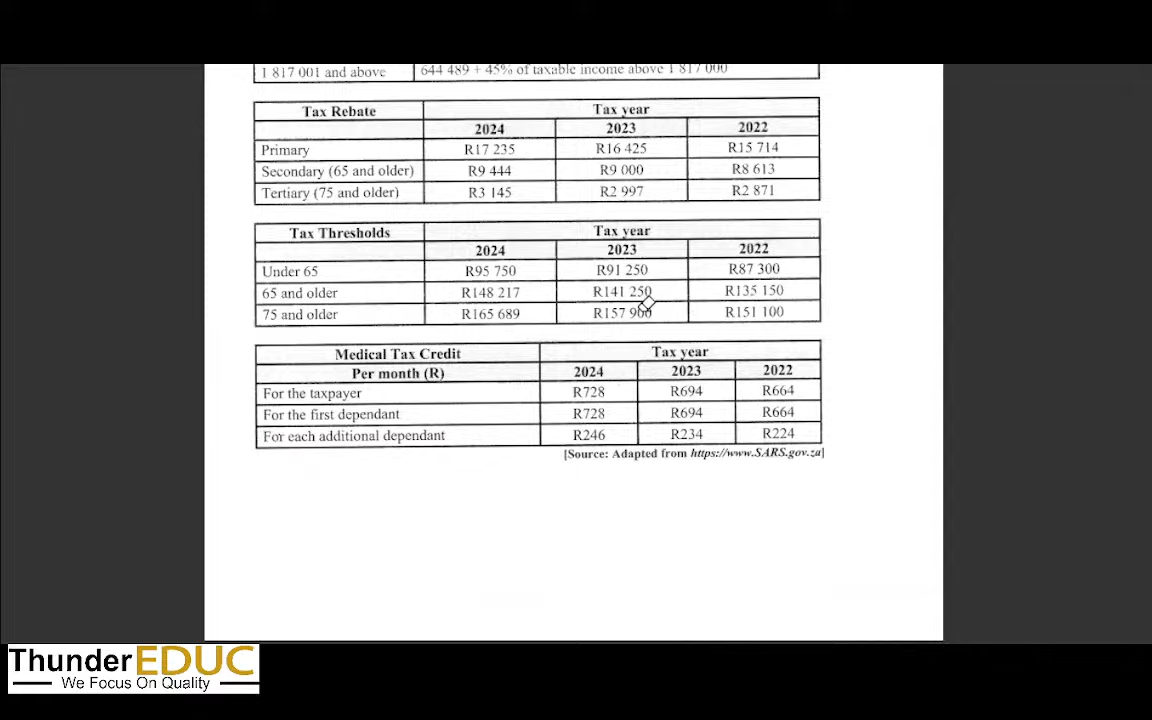 1 817 001 and above 644 489 + 45% of taxable income above 1 817 000
Tax Rebate Tax year
2024 2023 2022
Primary R17 235 R16 425 R15 714
Secondary (65 and older) R9 444 R9 000 R8 613
Tertiary (75 and older) R3 145 R2 997 R2 871
Tax Thresholds Tax year
2024 2023 2022
Under 65 R95 750 R91 250 R87 300
65 and older R148 217 R141 250 R135 150
75 and older R165 689 R157 900 R151 100
Medical Tax Credit Tax year
Per month (R) 2024 2023 2022
For the taxpayer R728 R694 R664
For the first dependant R728 R694 R664
For each additional dependant R246 R234 R224
[Source: Adapted from https://www.SARS.gov.za]
ThunderEDUC
We Focus On Quality